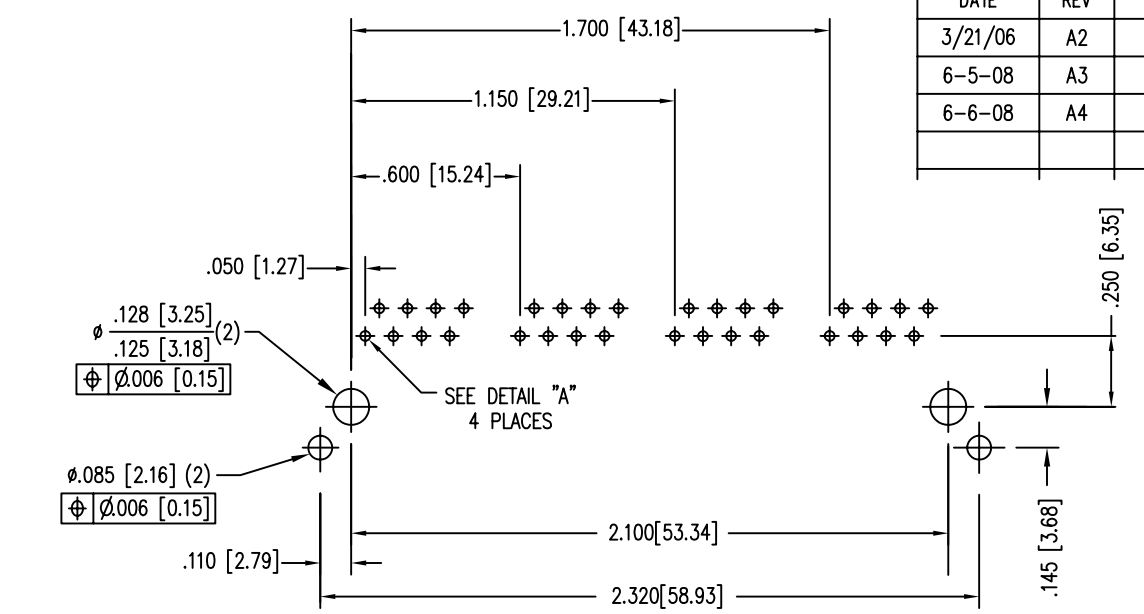 DATE REV
3/21/06 A2
6-5-08 A3
6-6-08 A4
1.700 [43.18]
1.150 [29.21]
.600 [15.24]
.050 [1.27]
.250 [6.35]
⌀ .128 [3.25]
.125 [3.18] (2)
⌖ ⌀.006 [0.15]
SEE DETAIL "A"
4 PLACES
⌀.085 [2.16] (2)
⌖ ⌀.006 [0.15]
.110 [2.79]
2.100[53.34]
2.320[58.93]
.145 [3.68]